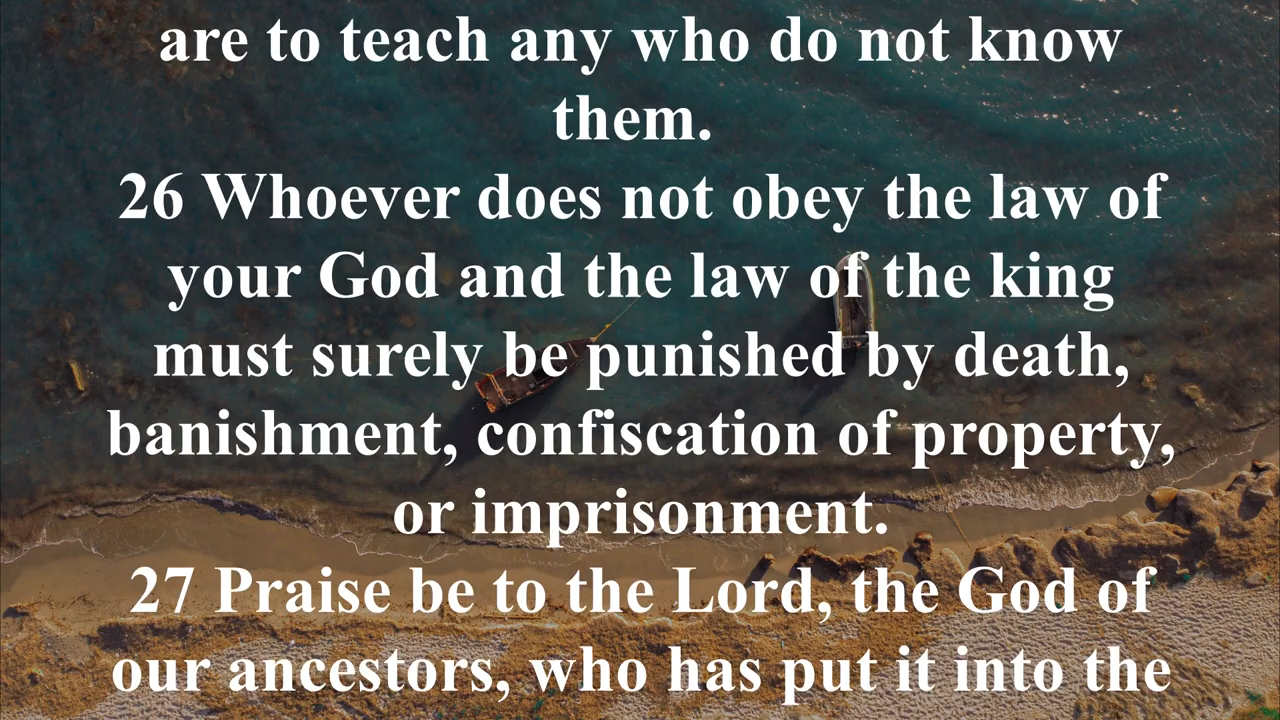 are to teach any who do not know
them.
26 Whoever does not obey the law of
your God and the law of the king
must surely be punished by death,
banishment, confiscation of property,
or imprisonment.
27 Praise be to the Lord, the God of
our ancestors, who has put it into the